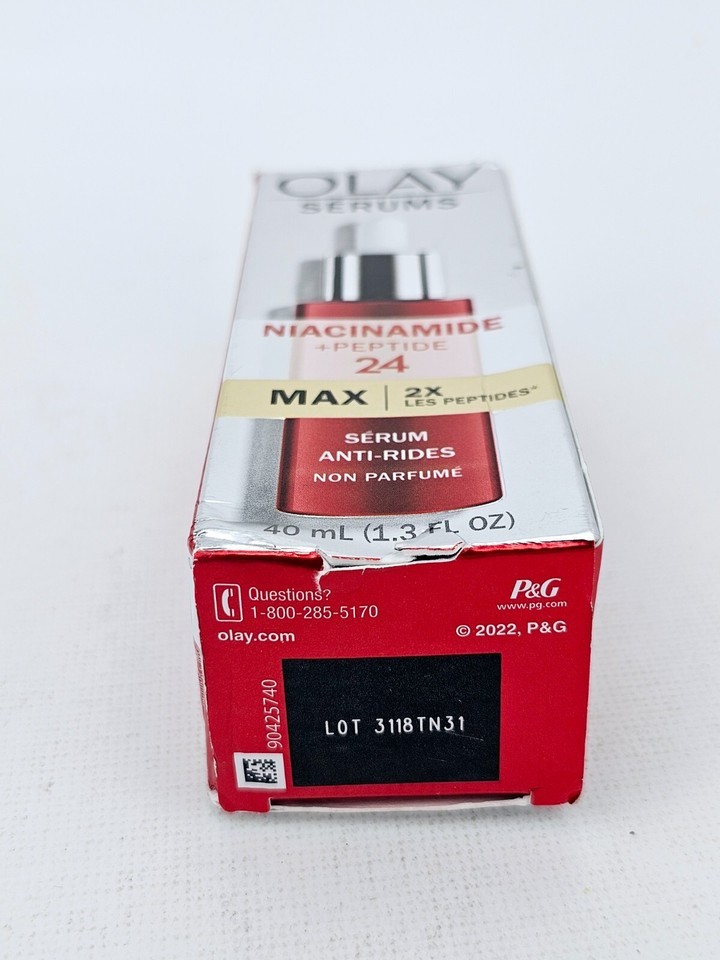 OLAY
SERUMS
NIACINAMIDE
+PEPTIDE
24
MAX | 2X
LES PEPTIDES*
SÉRUM
ANTI-RIDES
NON PARFUMÉ
40 mL (1.3 FL OZ)
Questions?
1-800-285-5170
olay.com
P&G
www.pg.com
© 2022, P&G
90425740
LOT 3118TN31